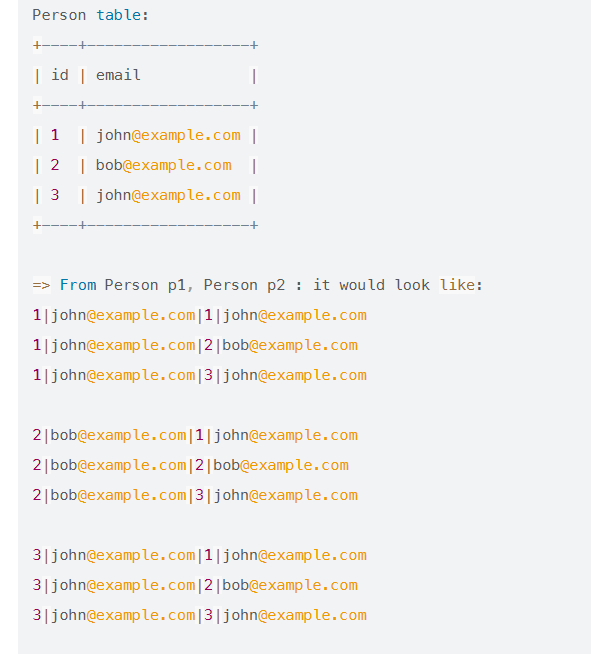 Person table:
+----+------------------+
| id | email            |
+----+------------------+
| 1  | john@example.com |
| 2  | bob@example.com  |
| 3  | john@example.com |
+----+------------------+
=> From Person p1, Person p2 : it would look like:
1|john@example.com|1|john@example.com
1|john@example.com|2|bob@example.com
1|john@example.com|3|john@example.com
2|bob@example.com|1|john@example.com
2|bob@example.com|2|bob@example.com
2|bob@example.com|3|john@example.com
3|john@example.com|1|john@example.com
3|john@example.com|2|bob@example.com
3|john@example.com|3|john@example.com